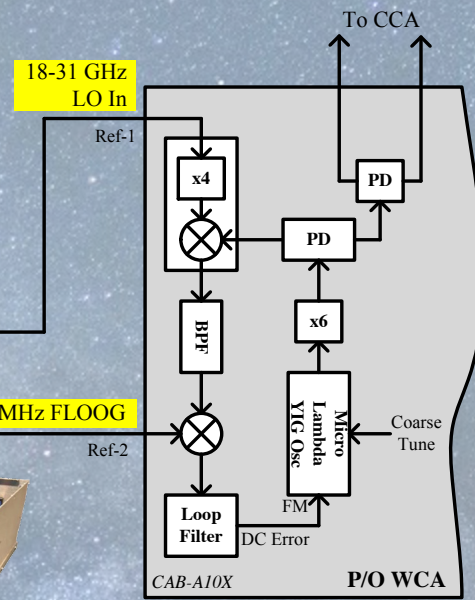 To CCA
18-31 GHz
LO In
Ref-1
x4
PD
PD
BPF
x6
MHz FLOOG
Ref-2
Micro
Lambda
YIG Osc
Coarse
Tune
FM
Loop
Filter
DC Error
CAB-A10X
P/O WCA